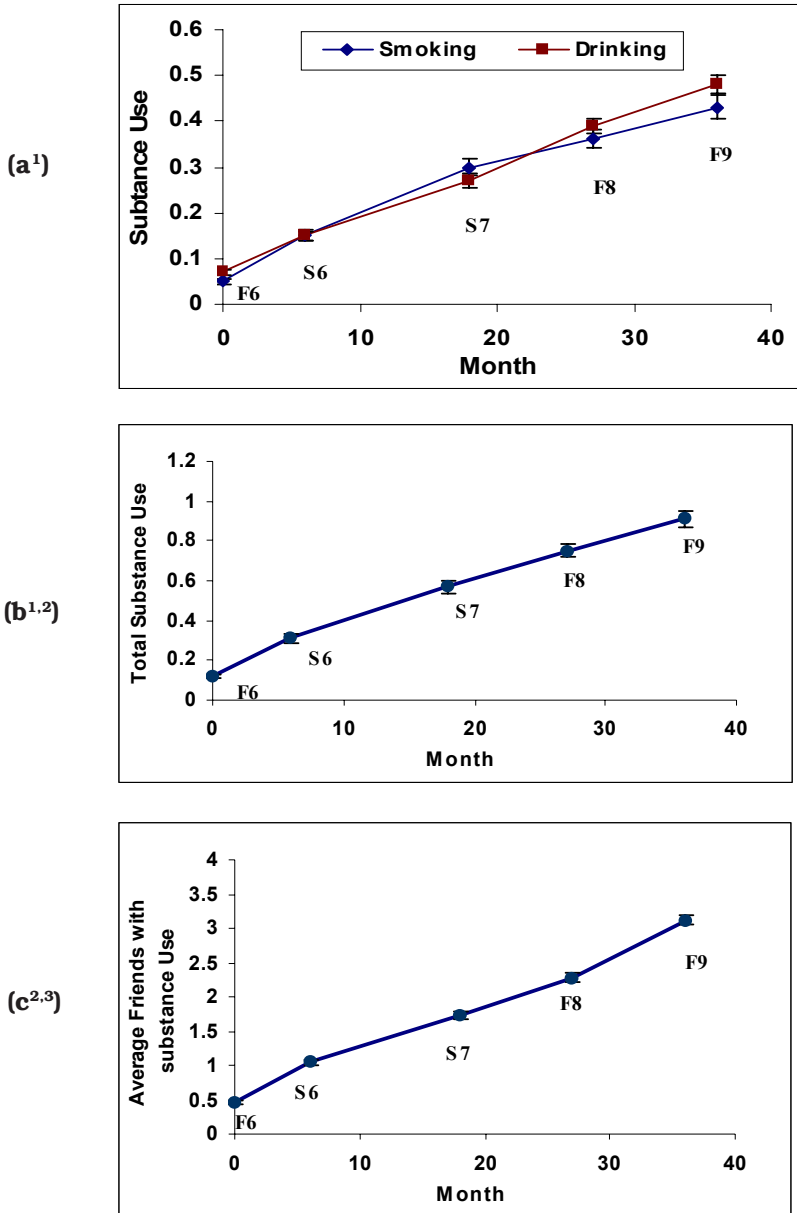 (a¹)
Smoking Drinking
Subtance Use
0.6
0.5
0.4
0.3
0.2
0.1
0
F6
S6
S7
F8
F9
0 10 20 30 40
Month
(b¹,²)
Total Substance Use
1.2
1
0.8
0.6
0.4
0.2
0
F6
S6
S7
F8
F9
0 10 20 30 40
Month
(c²,³)
Average Friends with
substance Use
4
3.5
3
2.5
2
1.5
1
0.5
0
F6
S6
S7
F8
F9
0 10 20 30 40
Month